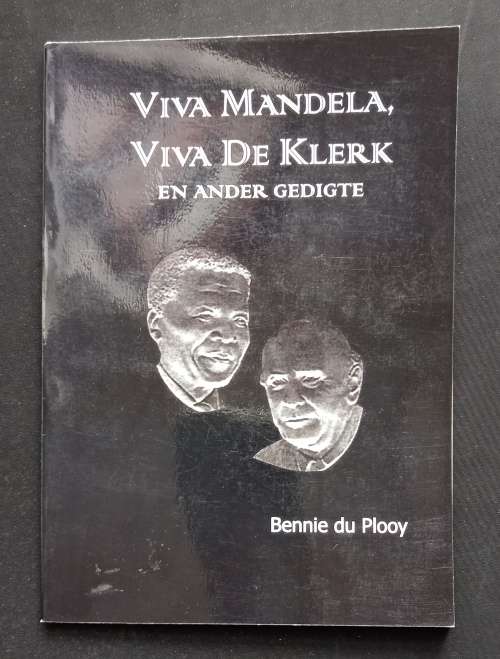 VIVA MANDELA,
VIVA DE KLERK
EN ANDER GEDIGTE
Bennie du Plooy